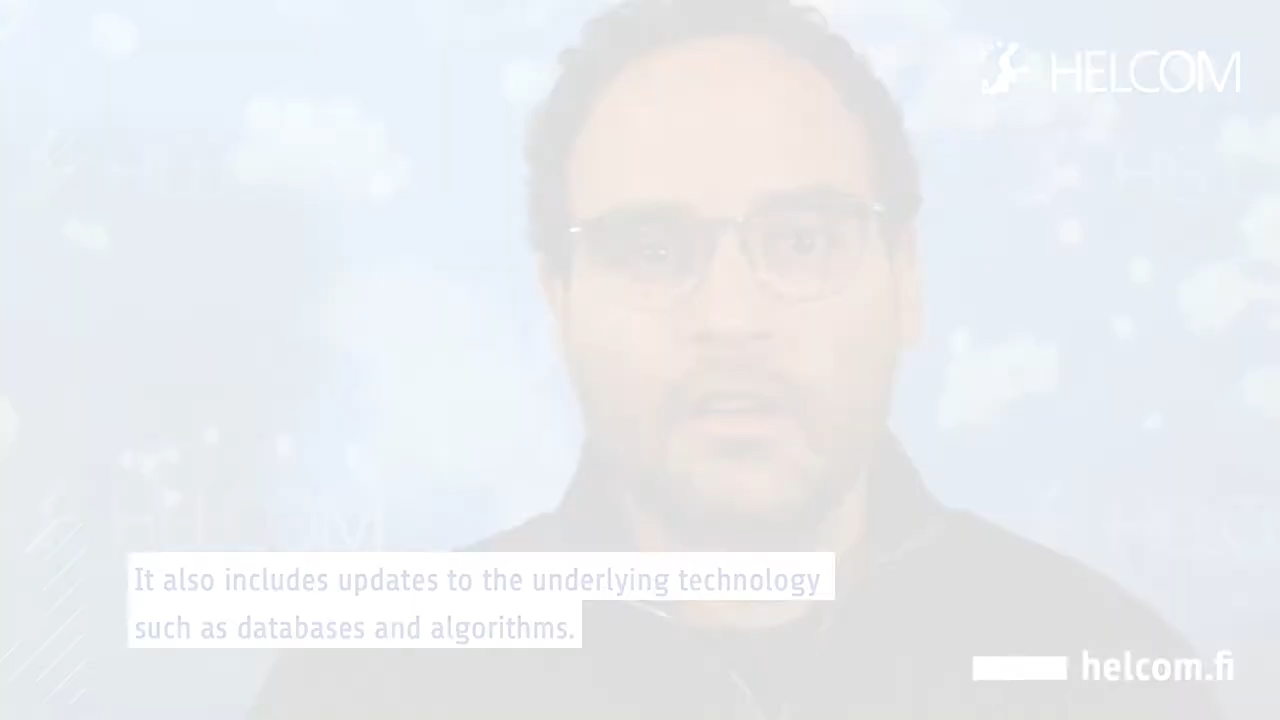 HELCOM
It also includes updates to the underlying technology
such as databases and algorithms.
helcom.fi